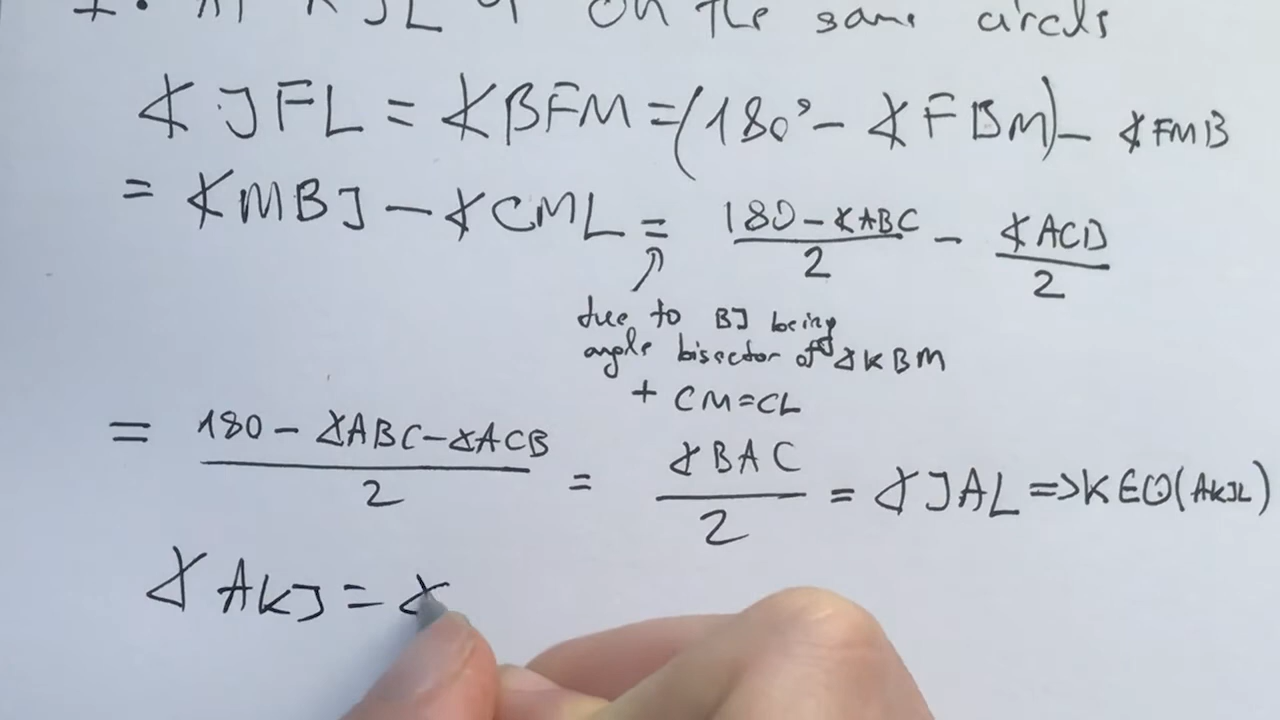 on the same circls
∡JFL = ∡BFM = (180° - ∡FBM) - ∡FMB
= ∡MBJ - ∡CML = (180 - ∡ABC)/2 - ∡ACB/2
due to BJ being
angle bisector of ∡KBM
+ CM=CL
= (180 - ∡ABC - ∡ACB)/2 = ∡BAC/2 = ∡JAL => K∈⊙(AKJL)
∡AKJ = ∡